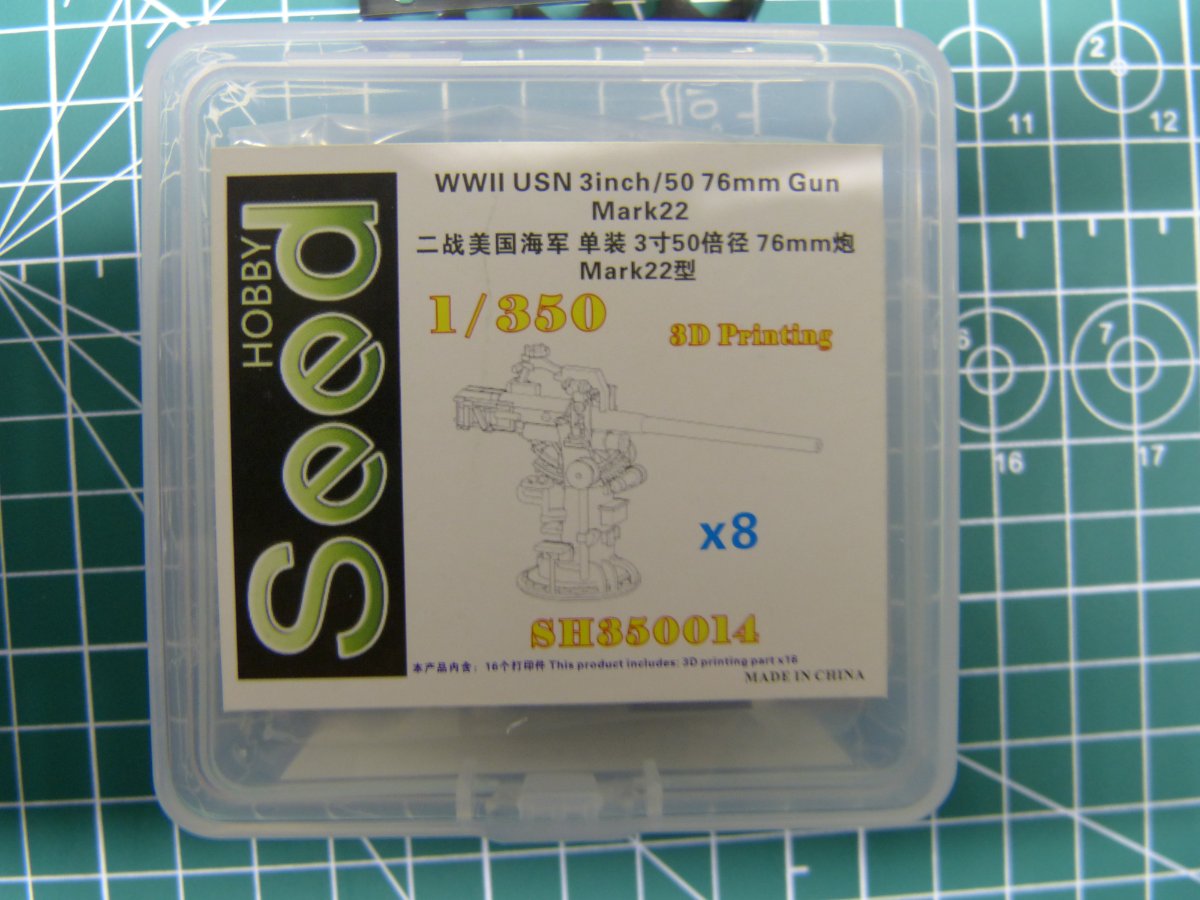 HOBBY
Seed
WWII USN 3inch/50 76mm Gun
Mark22
二战美国海军 单装 3寸50倍径 76mm炮
Mark22型
1/350
3D Printing
x8
SH350014
本产品内含：16个打印件 This product includes: 3D printing part x16
MADE IN CHINA
2
11
12
6
7
16
17